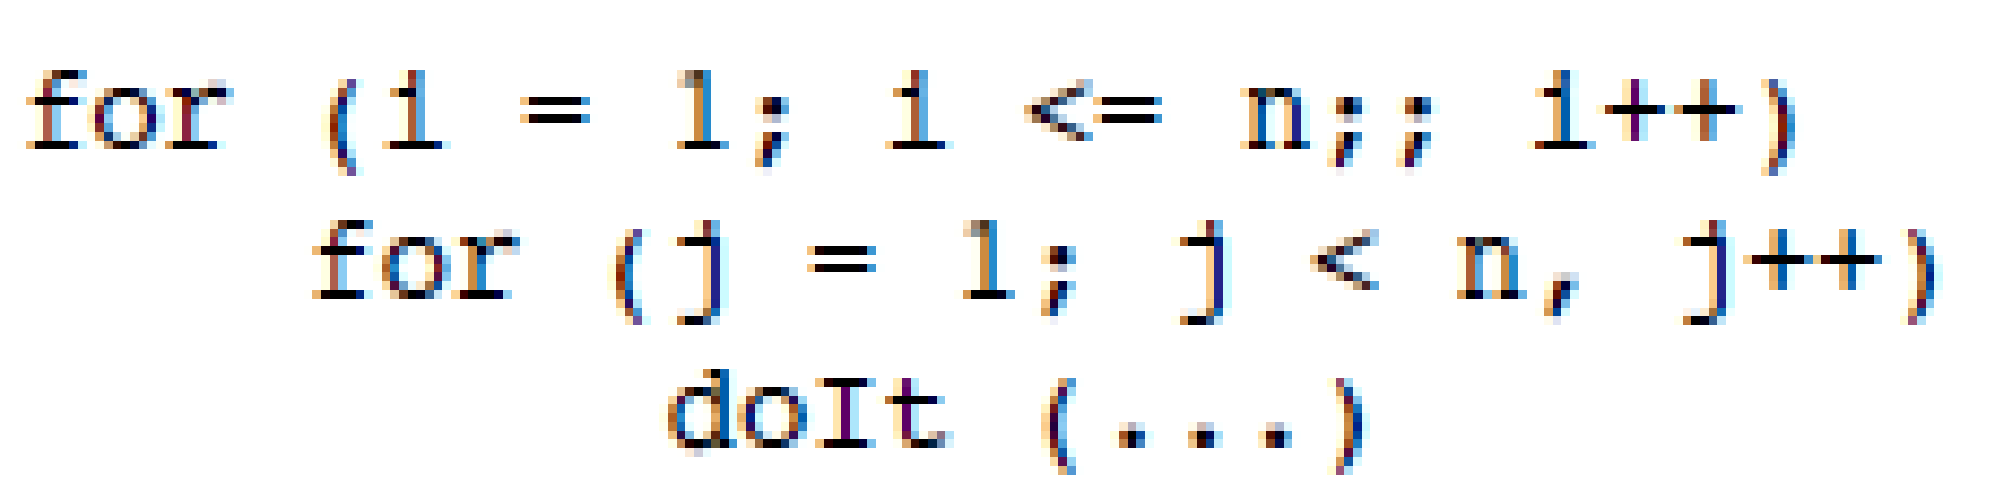 for (i = 1; i <= n;; i++)
for (j = 1; j < n, j++)
doIt (...)